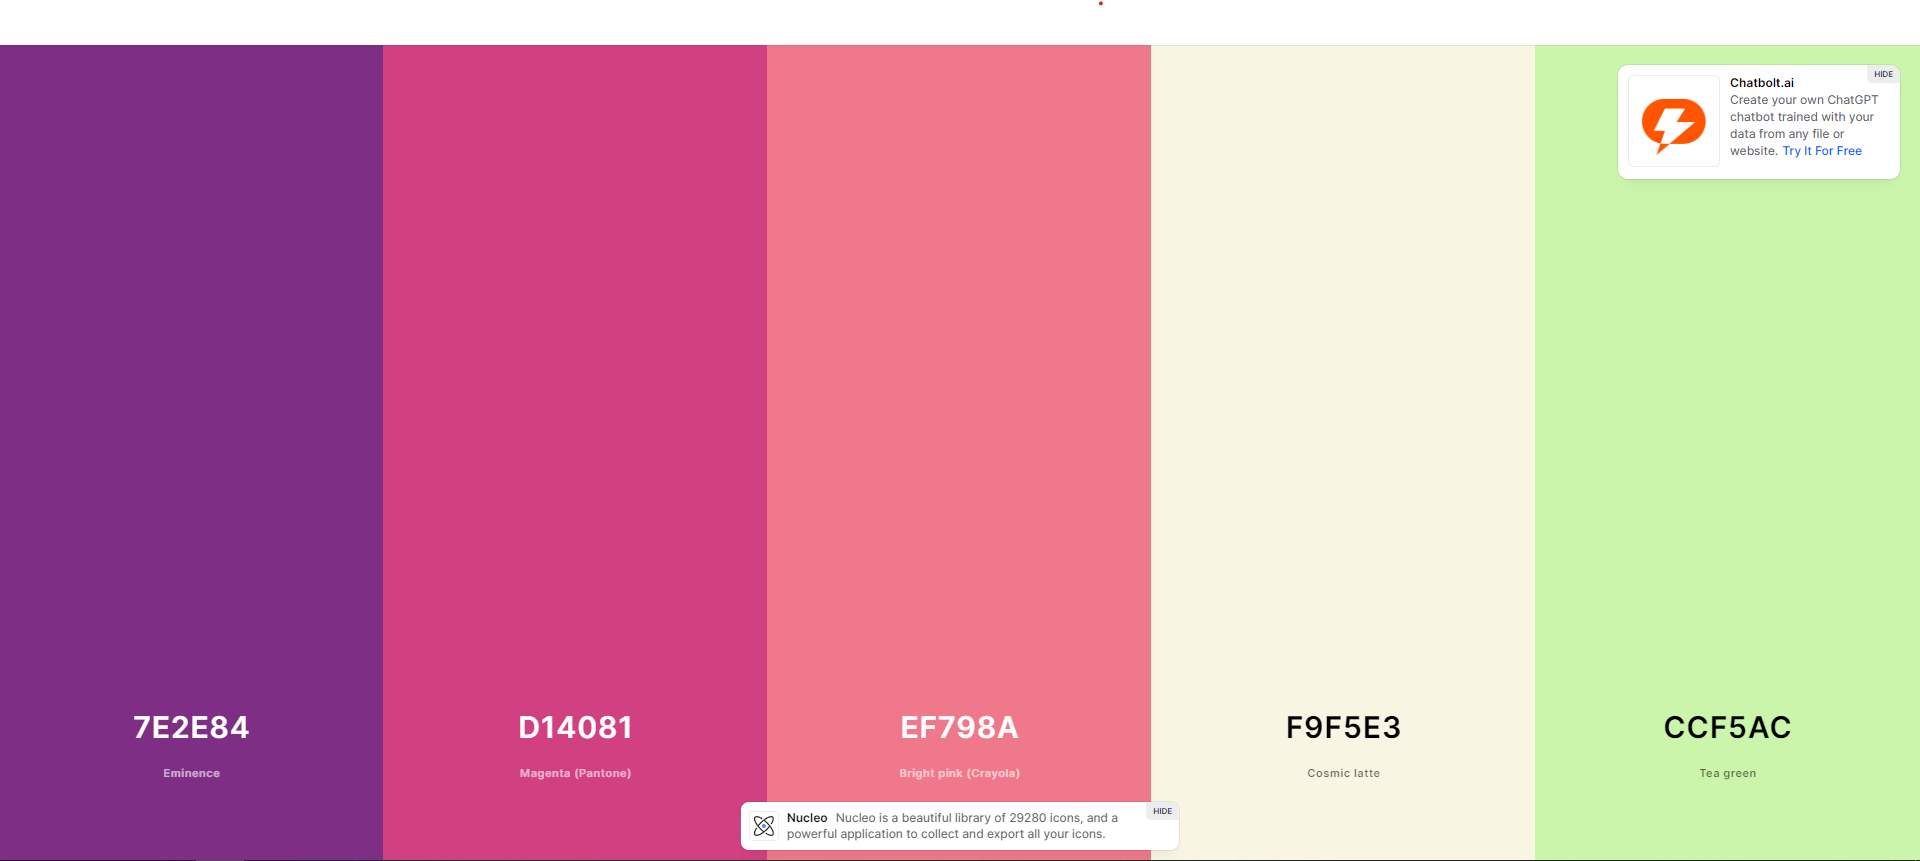 HIDE
Chatbolt.ai
Create your own ChatGPT
chatbot trained with your
data from any file or
website. Try It For Free
7E2E84
Eminence
D14081
Magenta (Pantone)
EF798A
Bright pink (Crayola)
F9F5E3
Cosmic latte
CCF5AC
Tea green
HIDE
Nucleo Nucleo is a beautiful library of 29280 icons, and a
powerful application to collect and export all your icons.